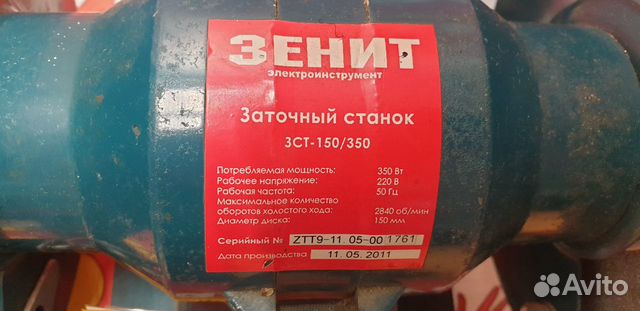 ЗЕНИТ
электроинструмент
Заточный станок
ЗСТ-150/350
Потребляемая мощность: 350 Вт
Рабочее напряжение: 220 В
Рабочая частота: 50 Гц
Максимальное количество
оборотов холостого хода: 2840 об/мин
Диаметр диска: 150 мм
Серийный № ZTT9-11. 05-00 1761
Дата производства 11. 05. 2011
Avito